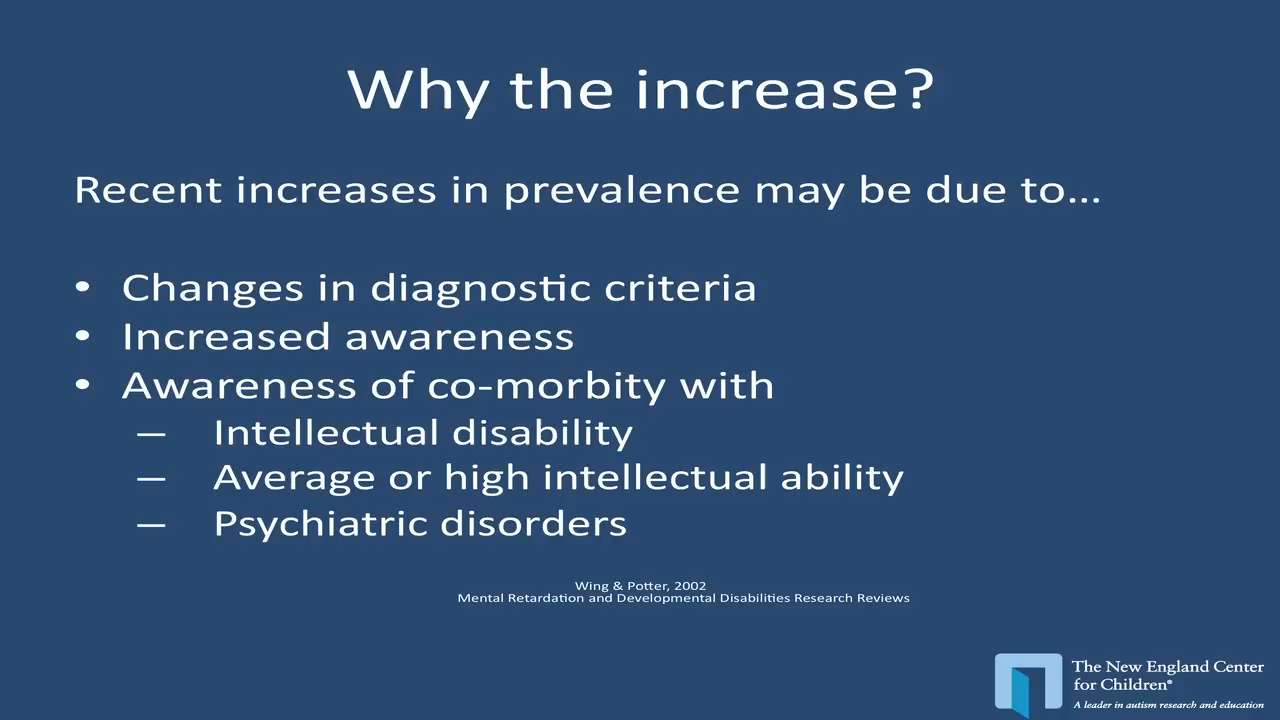 Why the increase?
Recent increases in prevalence may be due to...
• Changes in diagnostic criteria
• Increased awareness
• Awareness of co-morbity with
— Intellectual disability
— Average or high intellectual ability
— Psychiatric disorders
Wing & Potter, 2002
Mental Retardation and Developmental Disabilities Research Reviews
The New England Center
for Children®
A leader in autism research and education